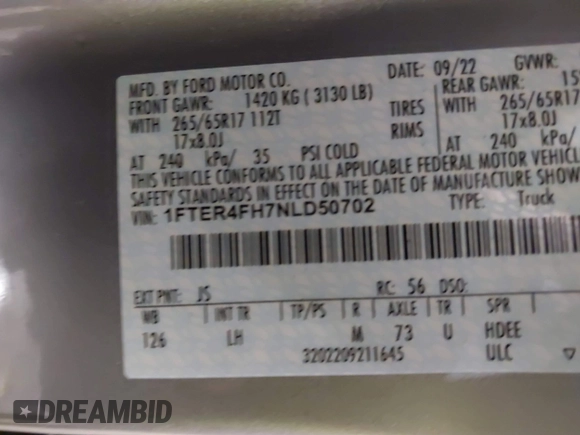 MFD. BY FORD MOTOR CO. DATE: 09/22 GVWR:
FRONT GAWR: 1420 KG ( 3130 LB) REAR GAWR: 15
WITH 265/65R17 112T TIRES WITH 265/65R17
17x8.0J RIMS 17x8.0J
AT 240 kPa/ 35 PSI COLD AT 240 kPa/
THIS VEHICLE CONFORMS TO ALL APPLICABLE FEDERAL MOTOR VEHICL
SAFETY STANDARDS IN EFFECT ON THE DATE OF MANUFACTURE SHOW
VIN: 1FTER4FH7NLD50702 TYPE: Truck
EXT PNT: JS RC: 56 DSO:
WB INT TR TP/PS R AXLE TR SPR
126 LH M 73 U HDEE
3202209211645 ULC
DREAMBID